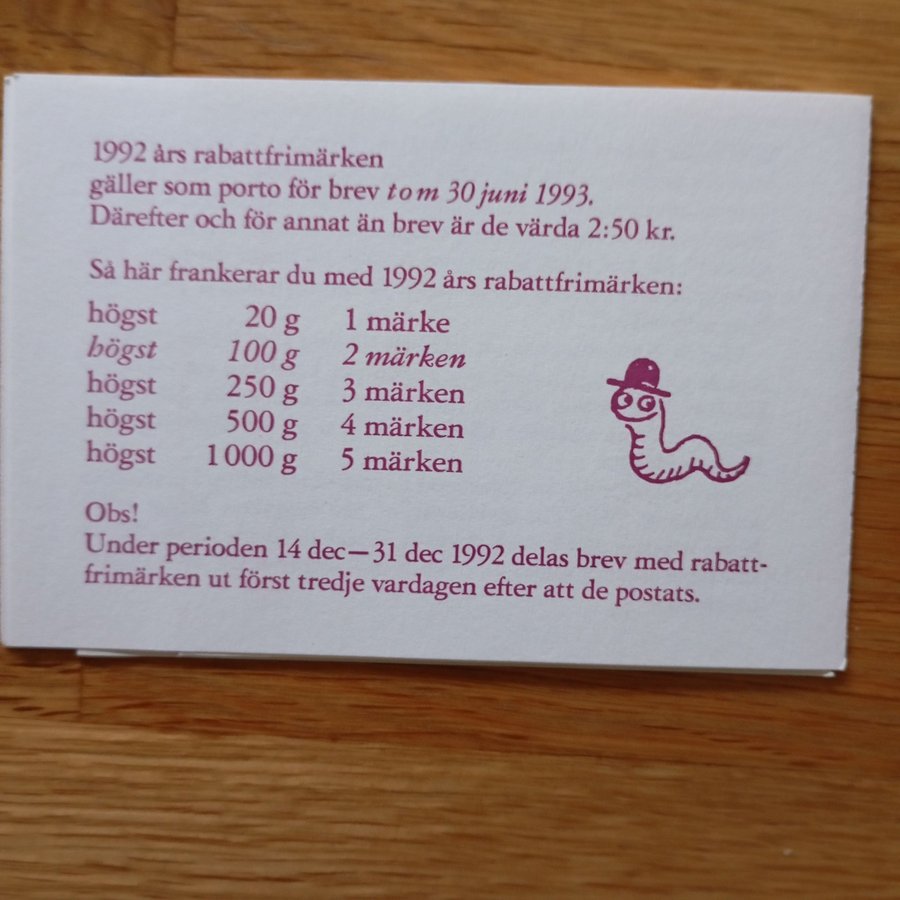 1992 års rabattfrimärken
gäller som porto för brev t o m 30 juni 1993.
Därefter och för annat än brev är de värda 2:50 kr.
Så här frankerar du med 1992 års rabattfrimärken:
högst 20 g 1 märke
högst 100 g 2 märken
högst 250 g 3 märken
högst 500 g 4 märken
högst 1 000 g 5 märken
Obs!
Under perioden 14 dec—31 dec 1992 delas brev med rabatt-
frimärken ut först tredje vardagen efter att de postats.